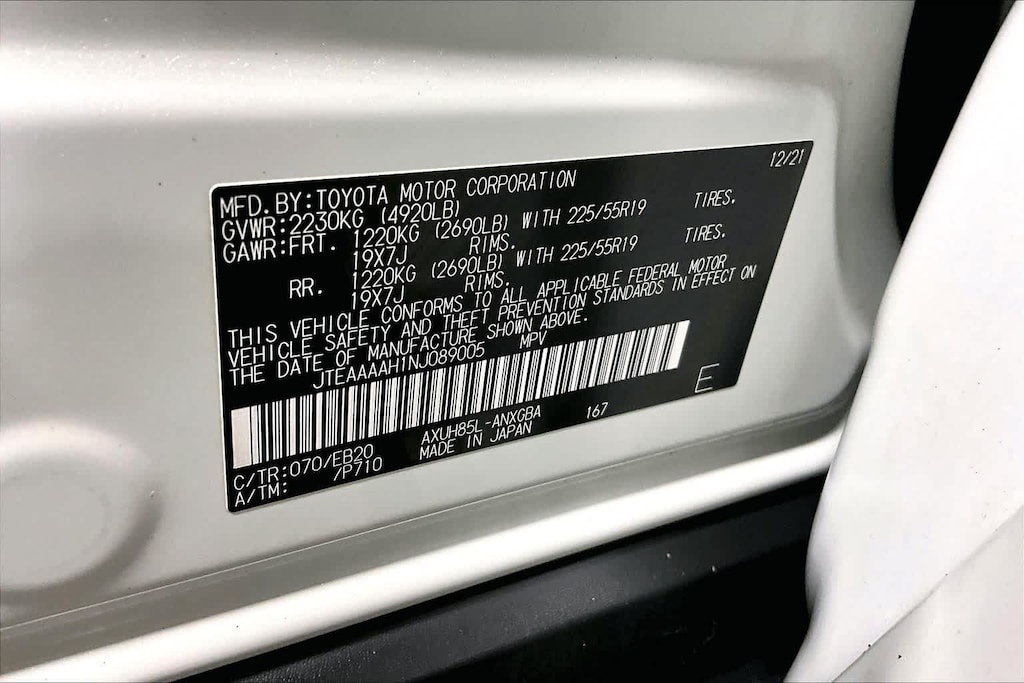 12/21
MFD.BY:TOYOTA MOTOR CORPORATION
GVWR:2230KG (4920LB)
GAWR:FRT. 1220KG (2690LB) WITH 225/55R19 TIRES.
19X7J RIMS.
RR. 1220KG (2690LB) WITH 225/55R19 TIRES.
19X7J RIMS.
THIS VEHICLE CONFORMS TO ALL APPLICABLE FEDERAL MOTOR
VEHICLE SAFETY AND THEFT PREVENTION STANDARDS IN EFFECT ON
THE DATE OF MANUFACTURE SHOWN ABOVE.
JTEAAAAH1NJ089005 MPV
E
C/TR:070/EB20 AXUH85L-ANXGBA 167
A/TM: /P710 MADE IN JAPAN